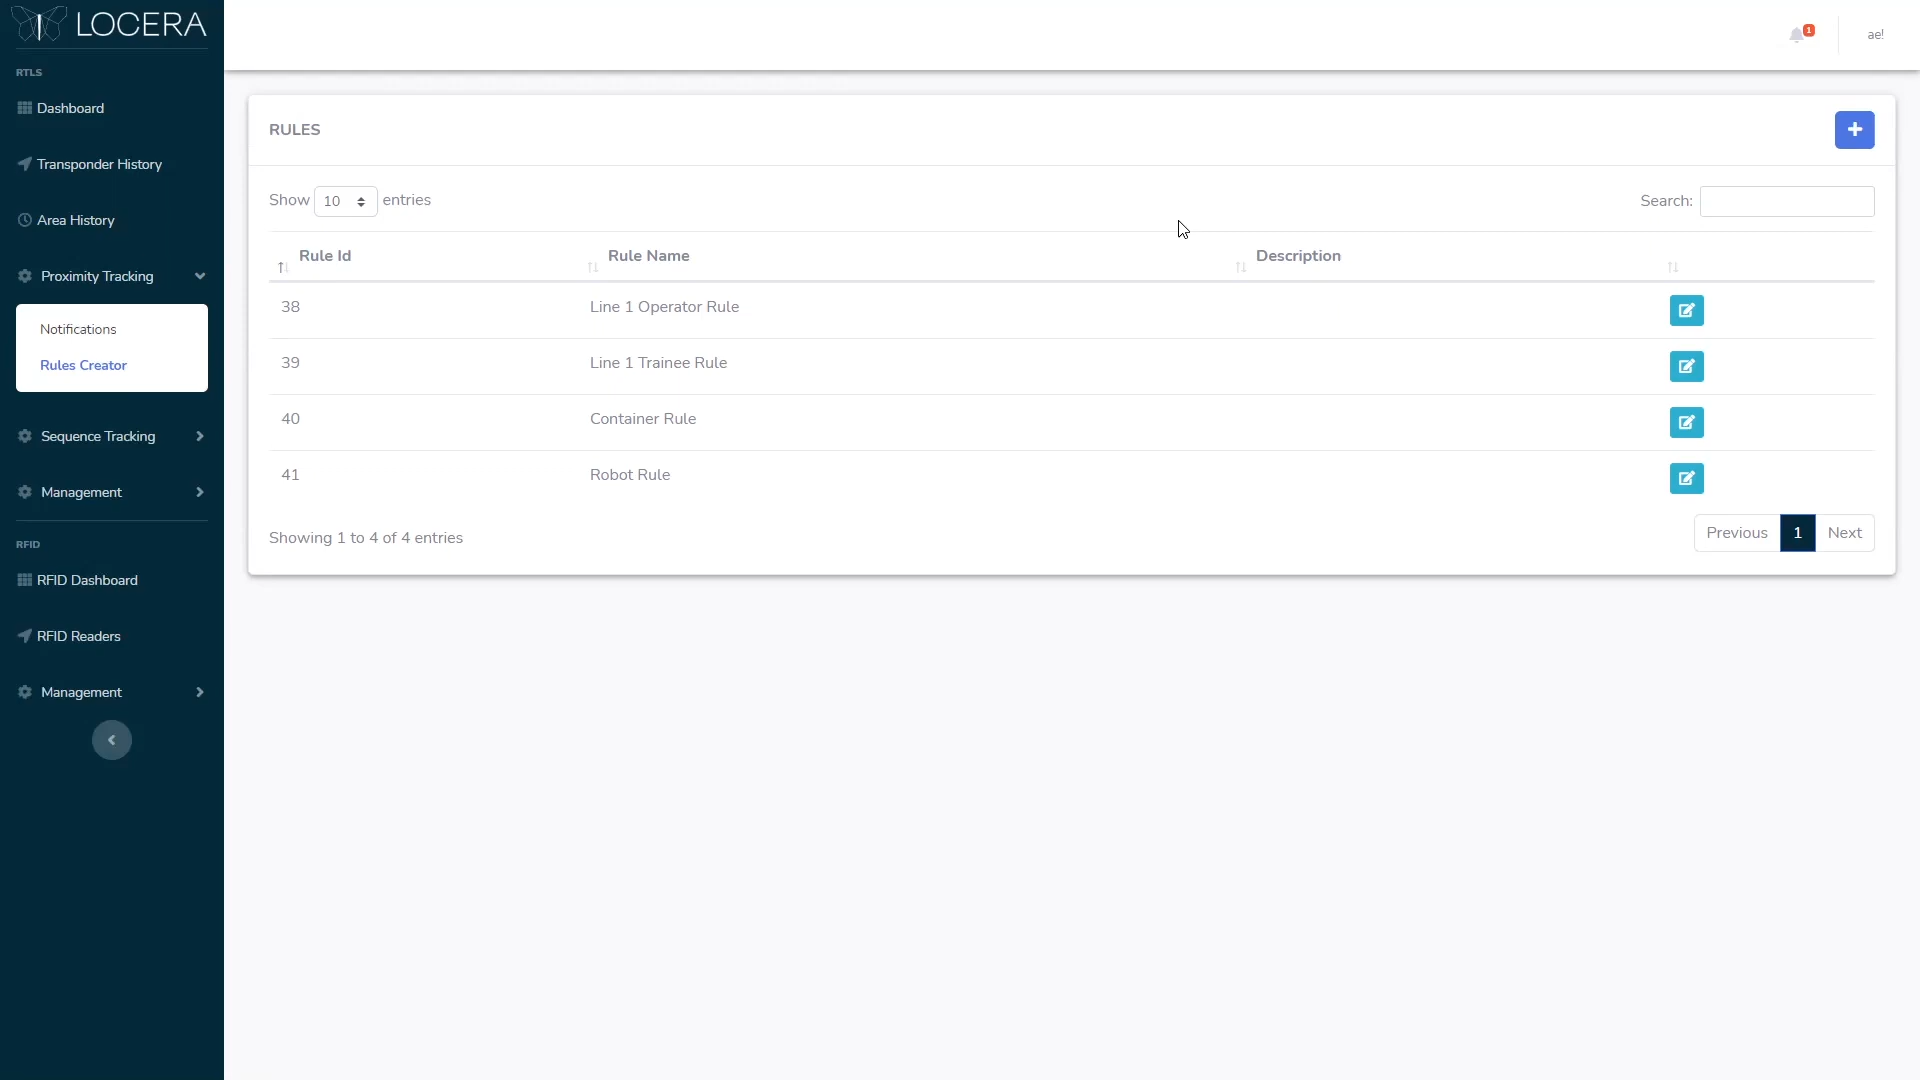 LOCERA
1
ae!
RTLS
Dashboard
Transponder History
Area History
Proximity Tracking
Notifications
Rules Creator
Sequence Tracking
Management
RFID
RFID Dashboard
RFID Readers
Management
RULES
Show 10 entries
Search:
Rule Id Rule Name Description
38 Line 1 Operator Rule
39 Line 1 Trainee Rule
40 Container Rule
41 Robot Rule
Showing 1 to 4 of 4 entries
Previous 1 Next